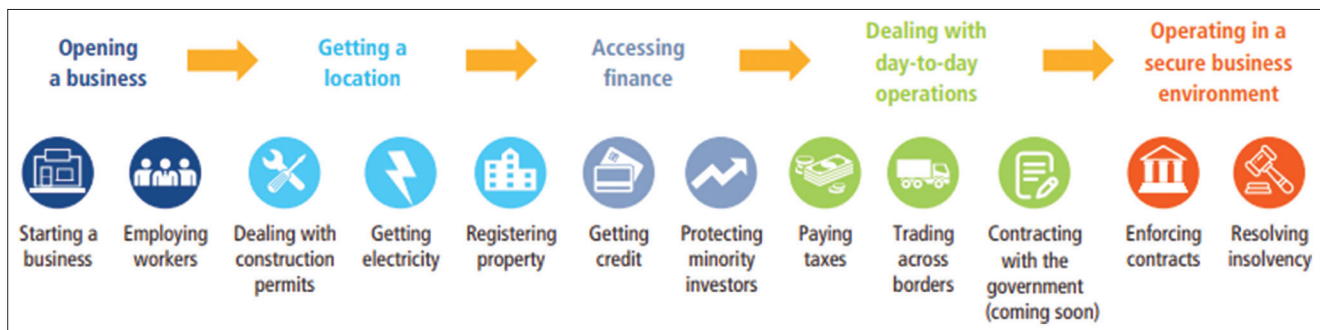 Opening
a business
Getting a
location
Accessing
finance
Dealing with
day-to-day
operations
Operating in a
secure business
environment
Starting a
business
Employing
workers
Dealing with
construction
permits
Getting
electricity
Registering
property
Getting
credit
Protecting
minority
investors
Paying
taxes
Trading
across
borders
Contracting
with the
government
(coming soon)
Enforcing
contracts
Resolving
insolvency